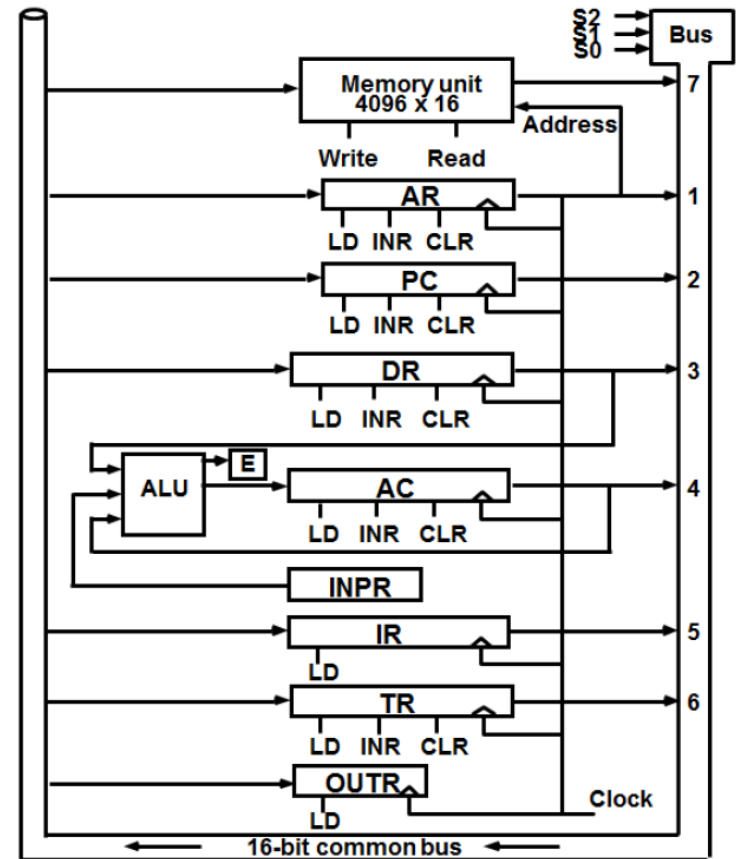 S2
S1
S0
Bus
Memory unit
4096 x 16
7
Address
Write Read
AR
1
LD INR CLR
PC
2
LD INR CLR
DR
3
LD INR CLR
E
ALU
AC
4
LD INR CLR
INPR
IR
5
LD
TR
6
LD INR CLR
OUTR
LD
Clock
16-bit common bus